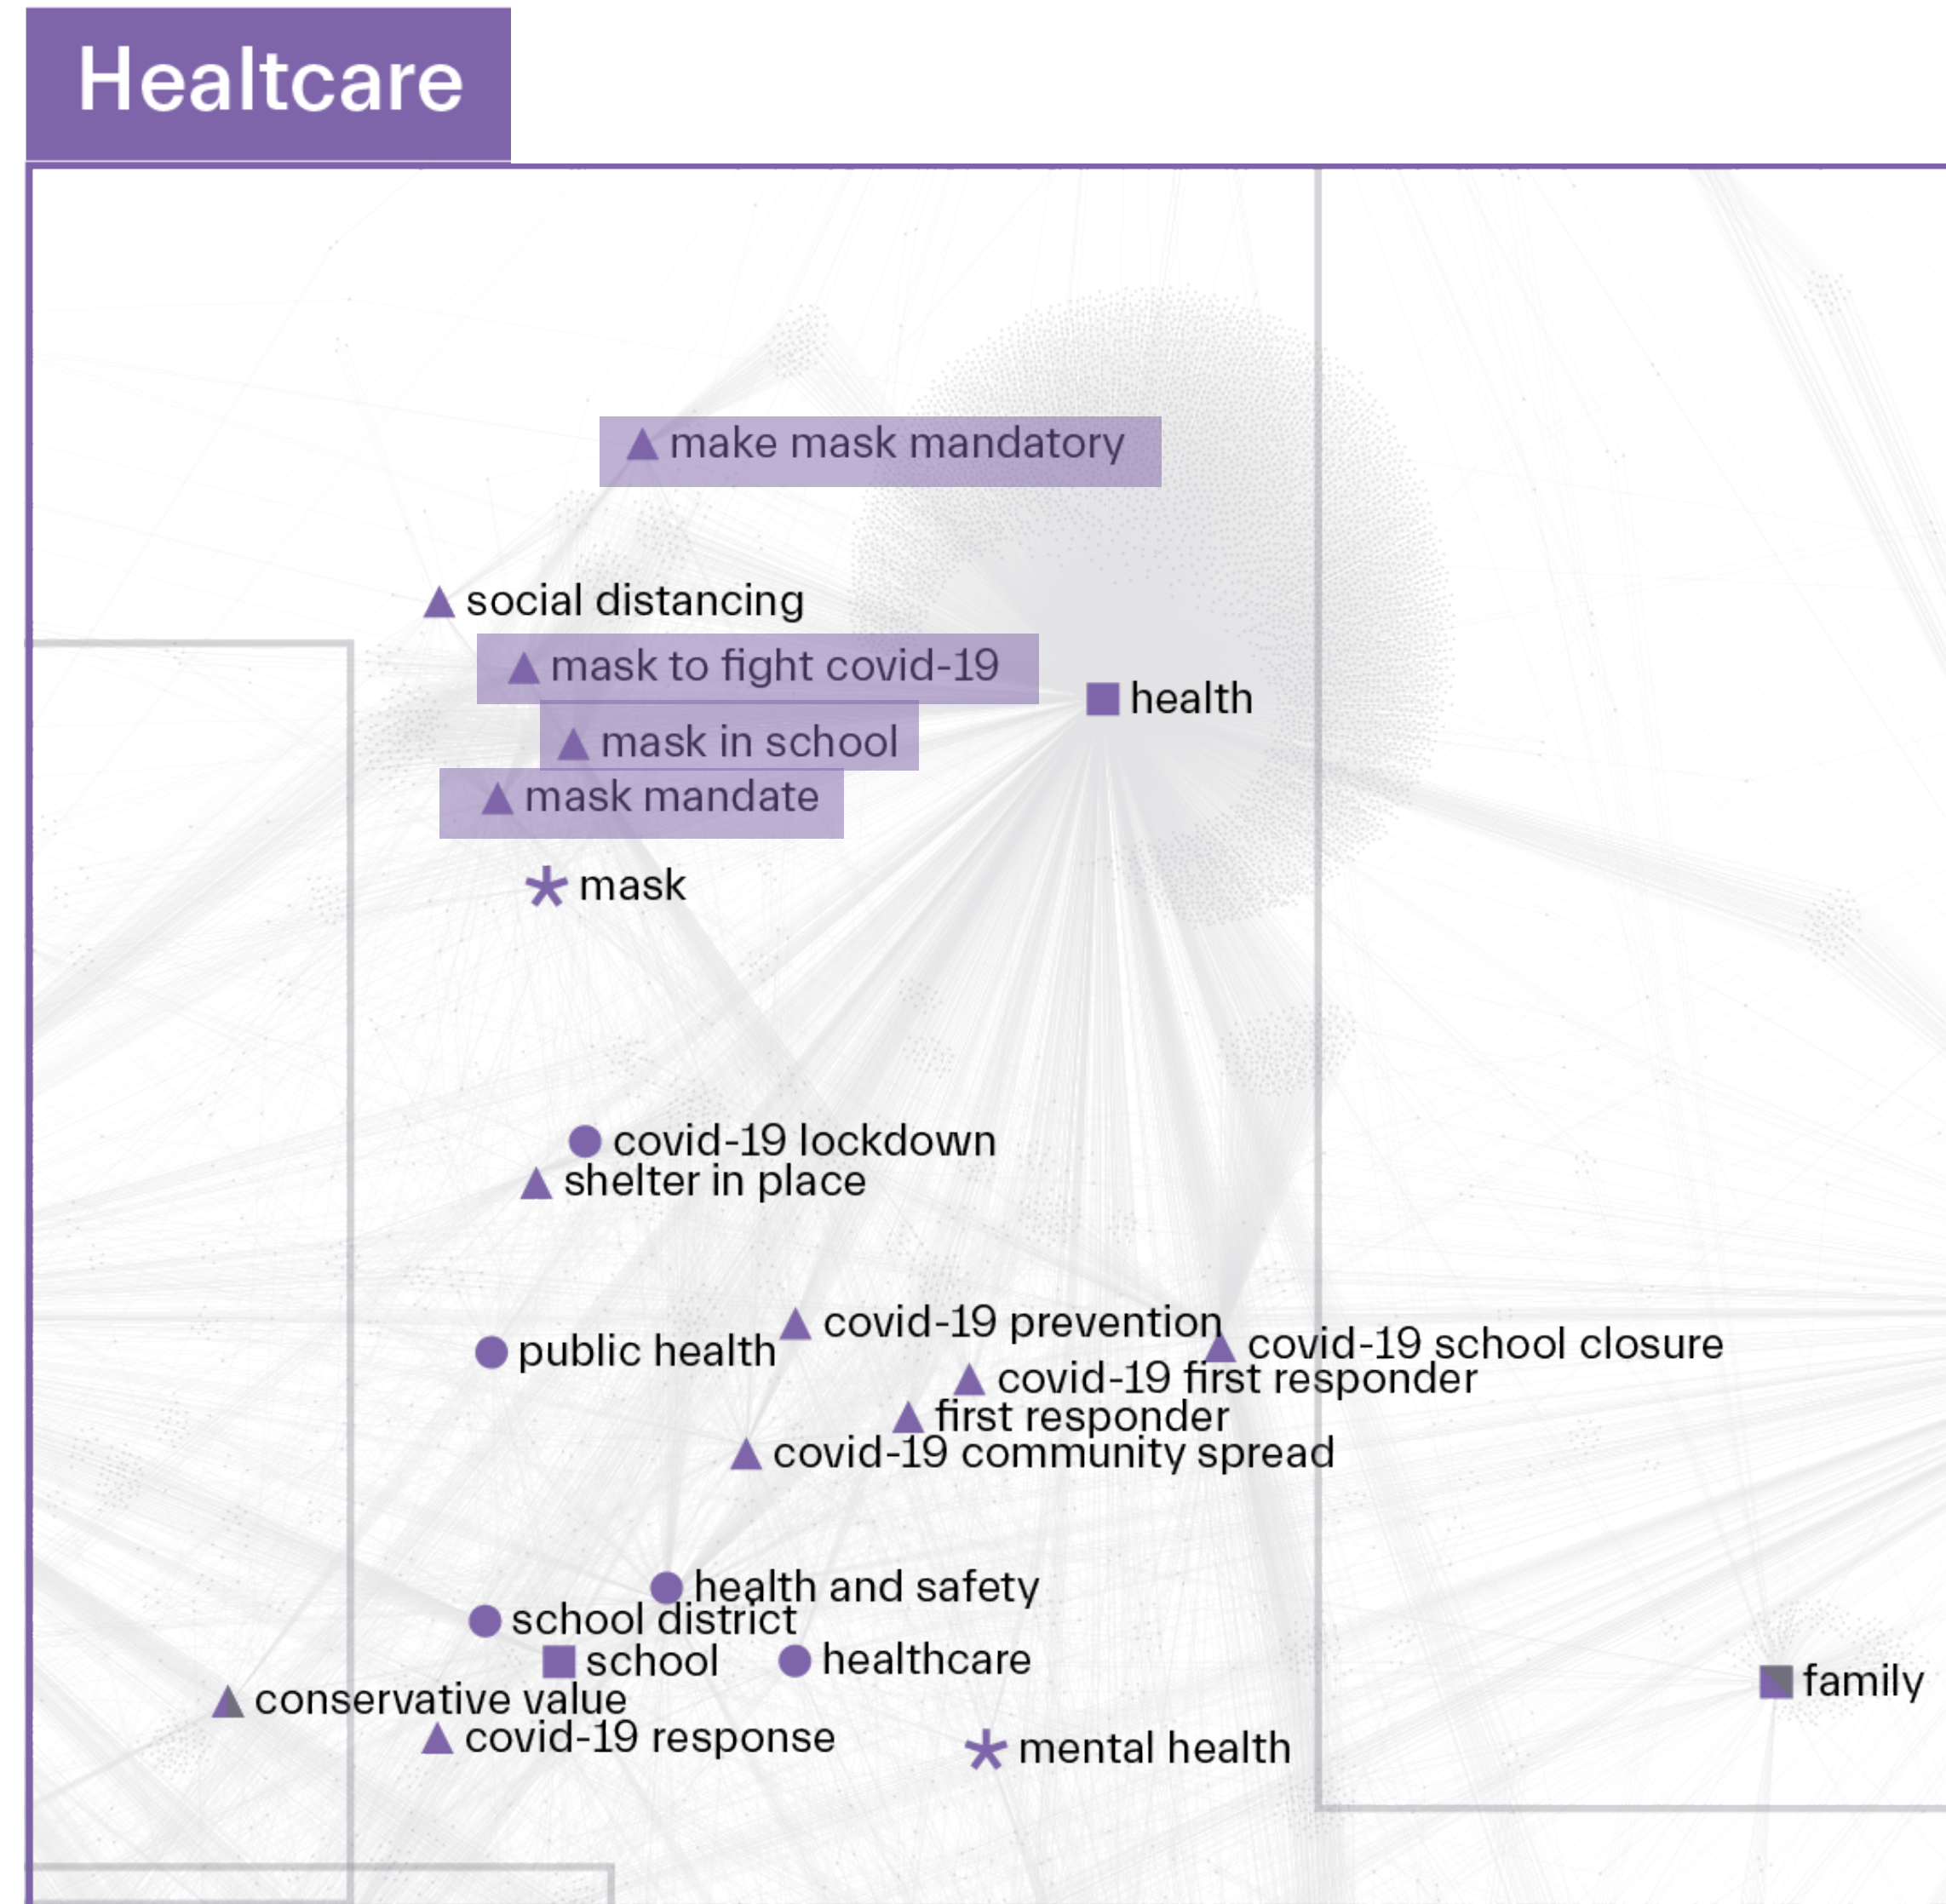 Healtcare
make mask mandatory
social distancing
mask to fight covid-19
health
mask in school
mask mandate
mask
covid-19 lockdown
shelter in place
covid-19 prevention
public health
covid-19 school closure
covid-19 first responder
first responder
covid-19 community spread
health and safety
school district
school
healthcare
family
conservative value
covid-19 response
mental health